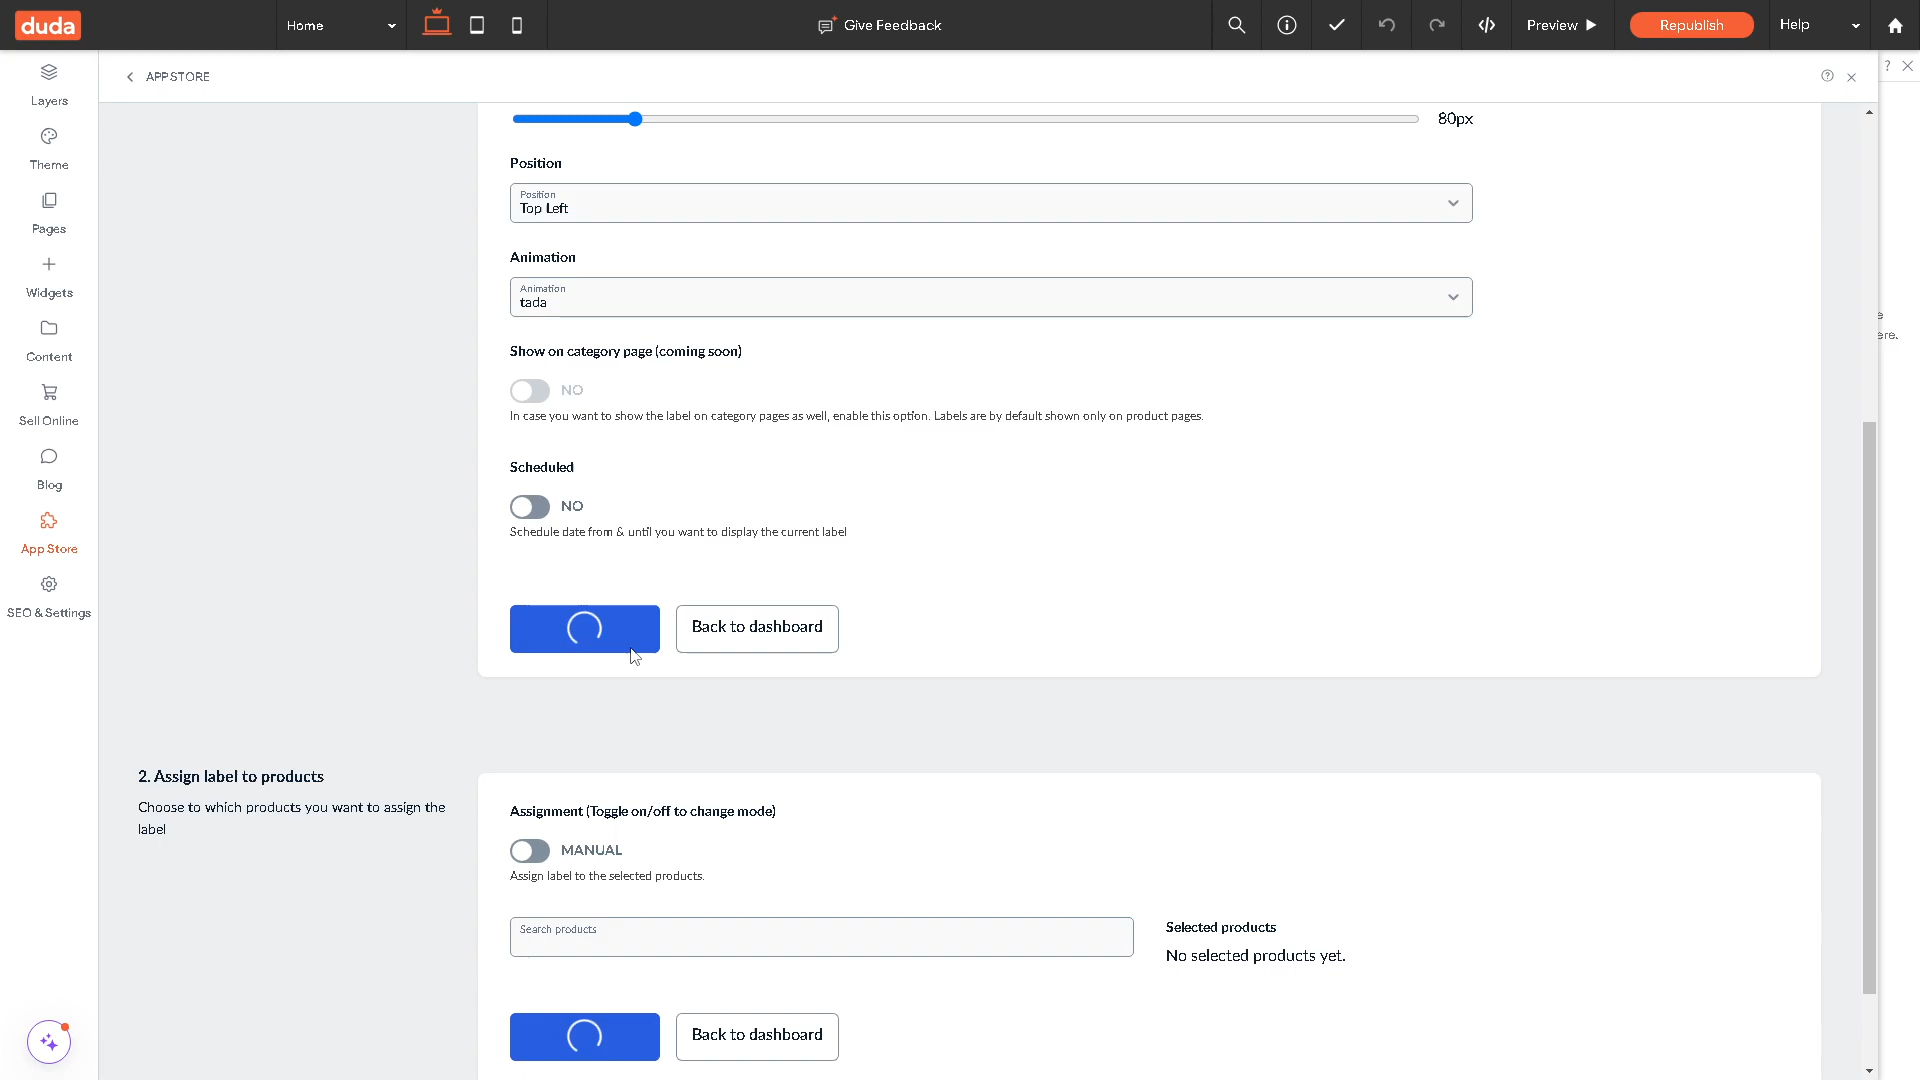 duda
Home
Give Feedback
Preview
Republish
Help
APP STORE
?
Layers
Theme
Pages
Widgets
Content
Sell Online
Blog
App Store
SEO & Settings
80px
Position
Position
Top Left
Animation
Animation
tada
Show on category page (coming soon)
NO
In case you want to show the label on category pages as well, enable this option. Labels are by default shown only on product pages.
Scheduled
NO
Schedule date from & until you want to display the current label
Back to dashboard
2. Assign label to products
Choose to which products you want to assign the
label
Assignment (Toggle on/off to change mode)
MANUAL
Assign label to the selected products.
Search products
Selected products
No selected products yet.
Back to dashboard
e
ere.